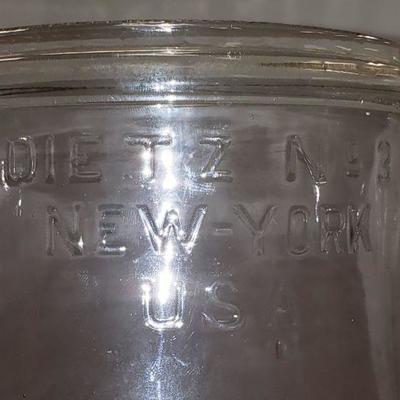 DIETZ Nº 3
NEW-YORK
USA